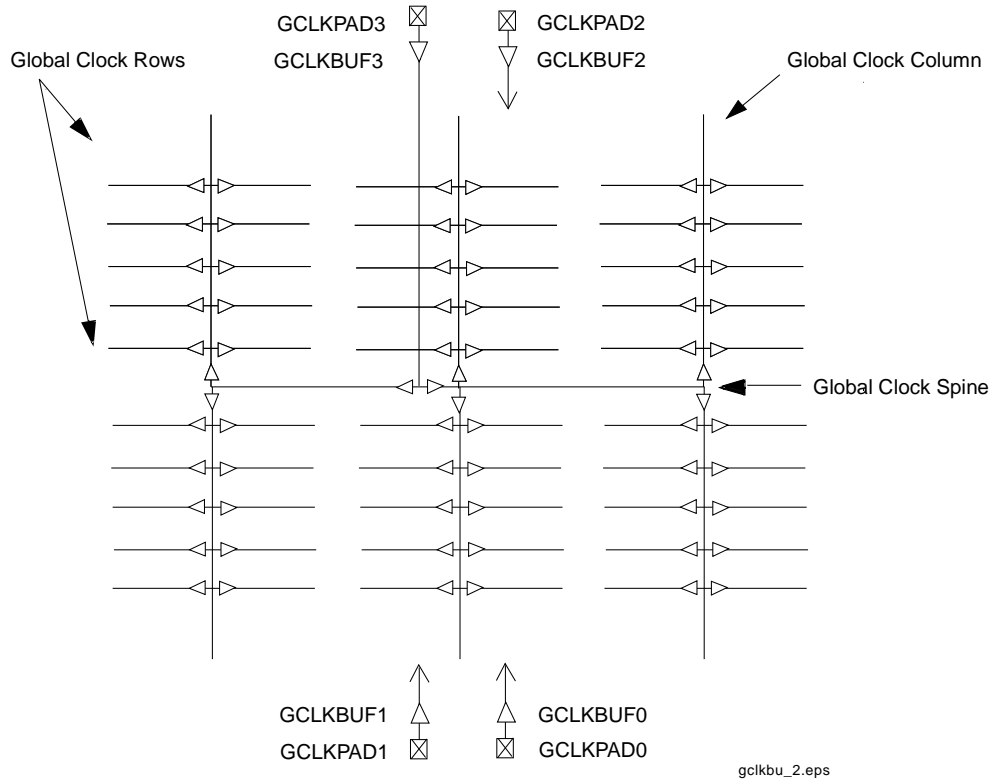 GCLKPAD3
GCLKPAD2
GCLKBUF3
GCLKBUF2
Global Clock Rows
Global Clock Column
Global Clock Spine
GCLKBUF1
GCLKBUF0
GCLKPAD1
GCLKPAD0
gclkbu_2.eps